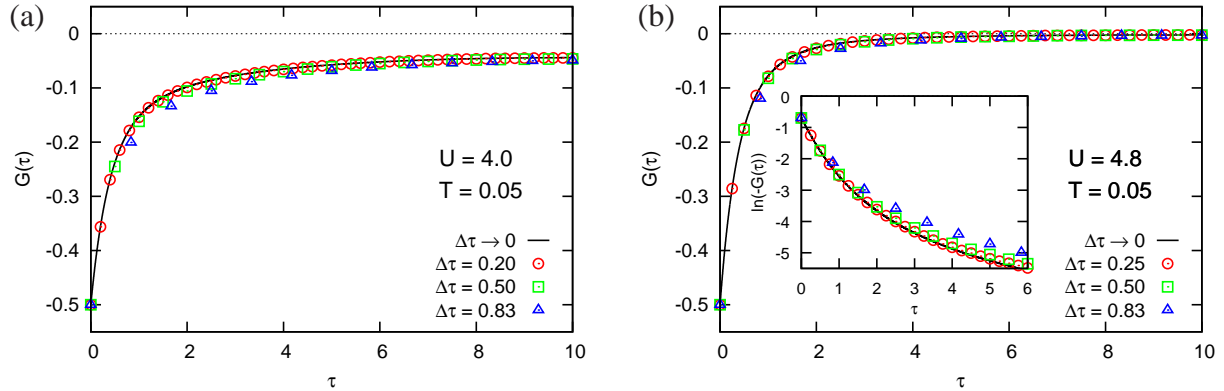 (a)
0
-0.1
-0.2
-0.3
-0.4
-0.5
G(τ)
U = 4.0
T = 0.05
Δτ → 0
Δτ = 0.20
Δτ = 0.50
Δτ = 0.83
0 2 4 6 8 10
τ
(b)
0
-0.1
-0.2
-0.3
-0.4
-0.5
G(τ)
0
-1
-2
-3
-4
-5
ln(-G(τ))
0 1 2 3 4 5 6
τ
U = 4.8
T = 0.05
Δτ → 0
Δτ = 0.25
Δτ = 0.50
Δτ = 0.83
0 2 4 6 8 10
τ